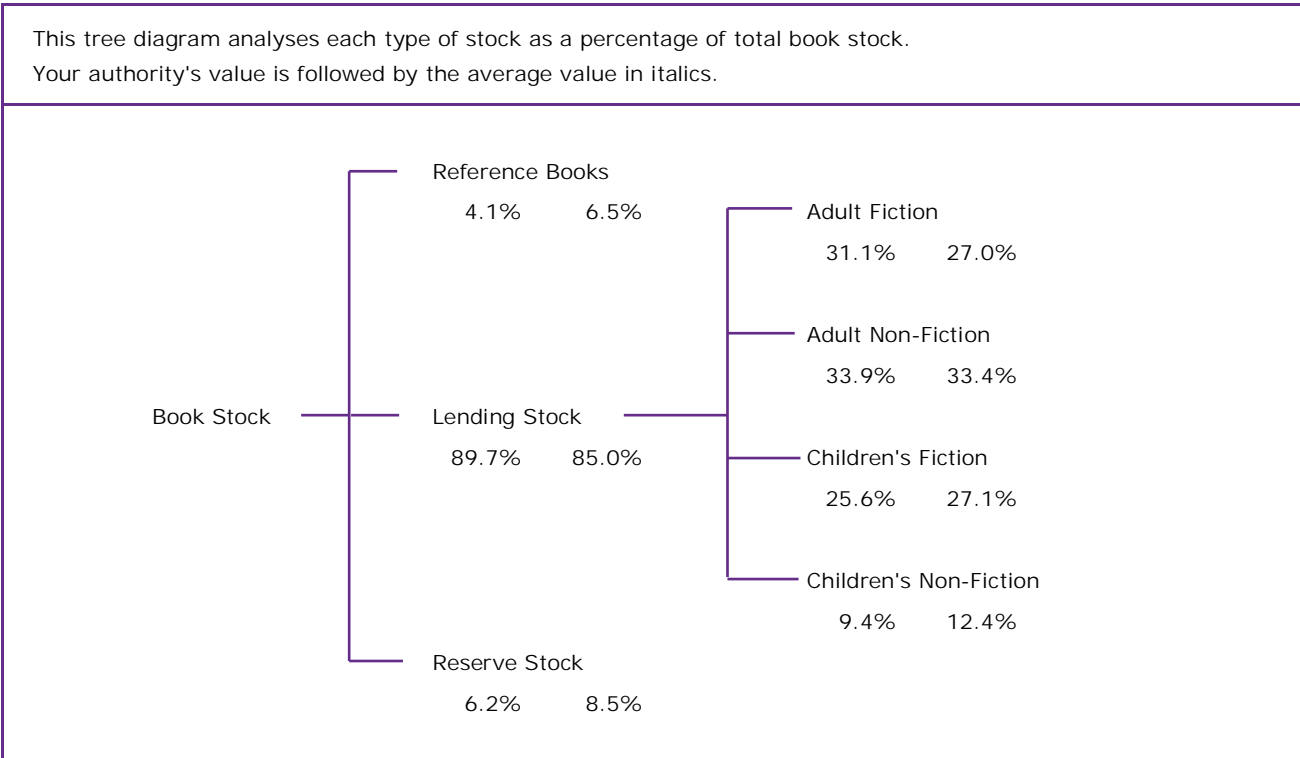 This tree diagram analyses each type of stock as a percentage of total book stock.
Your authority's value is followed by the average value in italics.
Reference Books
4.1% 6.5%
Adult Fiction
31.1% 27.0%
Adult Non-Fiction
33.9% 33.4%
Book Stock
Lending Stock
89.7% 85.0%
Children's Fiction
25.6% 27.1%
Children's Non-Fiction
9.4% 12.4%
Reserve Stock
6.2% 8.5%